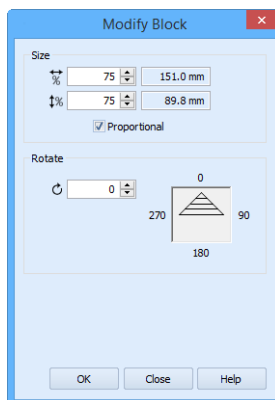 Modify Block
Size
% 75 151.0 mm
% 75 89.8 mm
Proportional
Rotate
0
0
270 90
180
OK Close Help